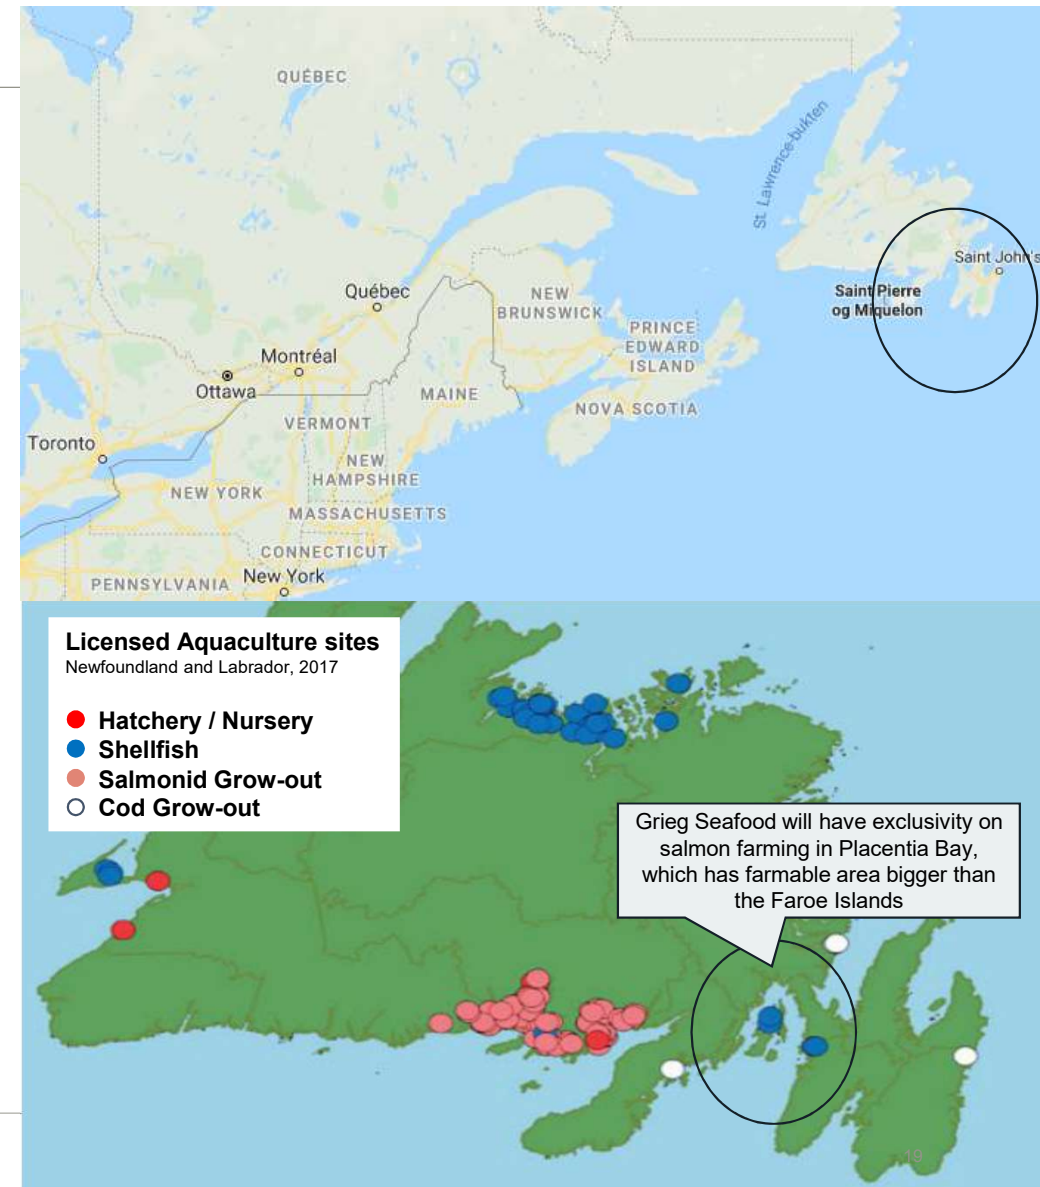 QUÉBEC
St. Lawrence-bukten
Saint John's
Québec
NEW
BRUNSWICK
Saint Pierre
og Miquelon
PRINCE
EDWARD
ISLAND
Montréal
Ottawa
MAINE
NOVA SCOTIA
VERMONT
Toronto
NEW
HAMPSHIRE
NEW YORK
MASSACHUSETTS
CONNECTICUT
PENNSYLVANIA
New York
Licensed Aquaculture sites
Newfoundland and Labrador, 2017
Hatchery / Nursery
Shellfish
Salmonid Grow-out
Cod Grow-out
Grieg Seafood will have exclusivity on
salmon farming in Placentia Bay,
which has farmable area bigger than
the Faroe Islands
19